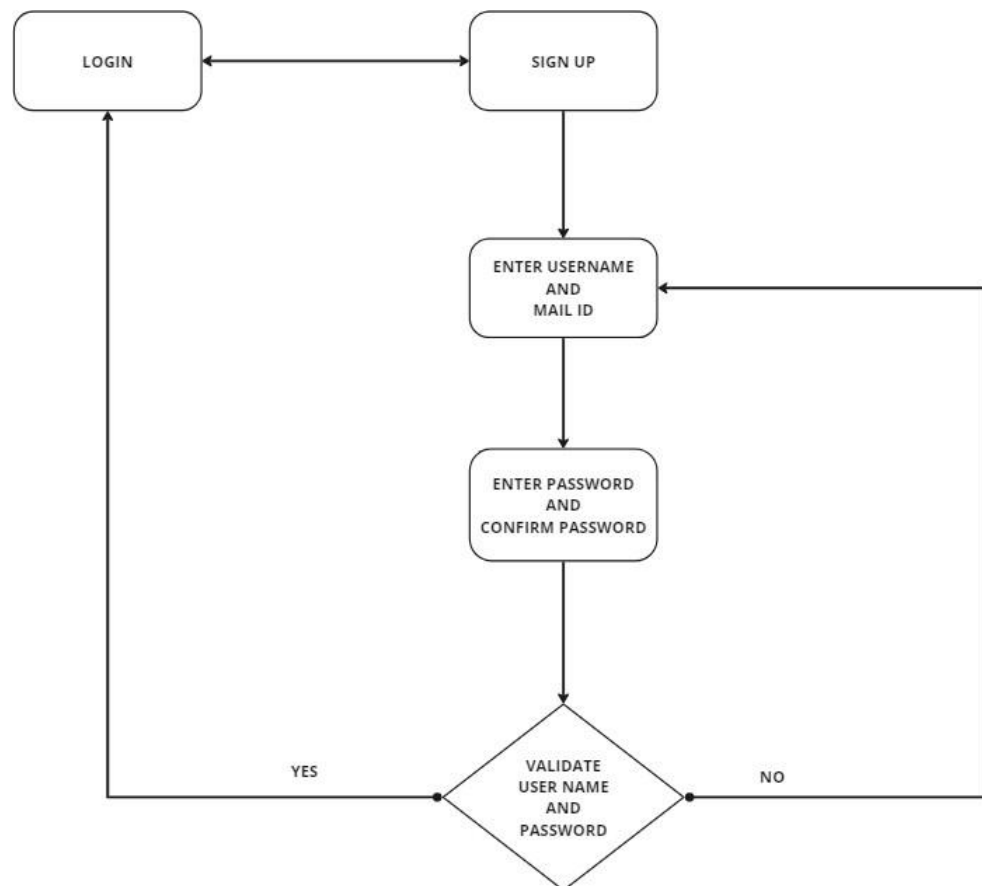 LOGIN
SIGN UP
ENTER USERNAME
AND
MAIL ID
ENTER PASSWORD
AND
CONFIRM PASSWORD
VALIDATE
USER NAME
AND
PASSWORD
YES
NO